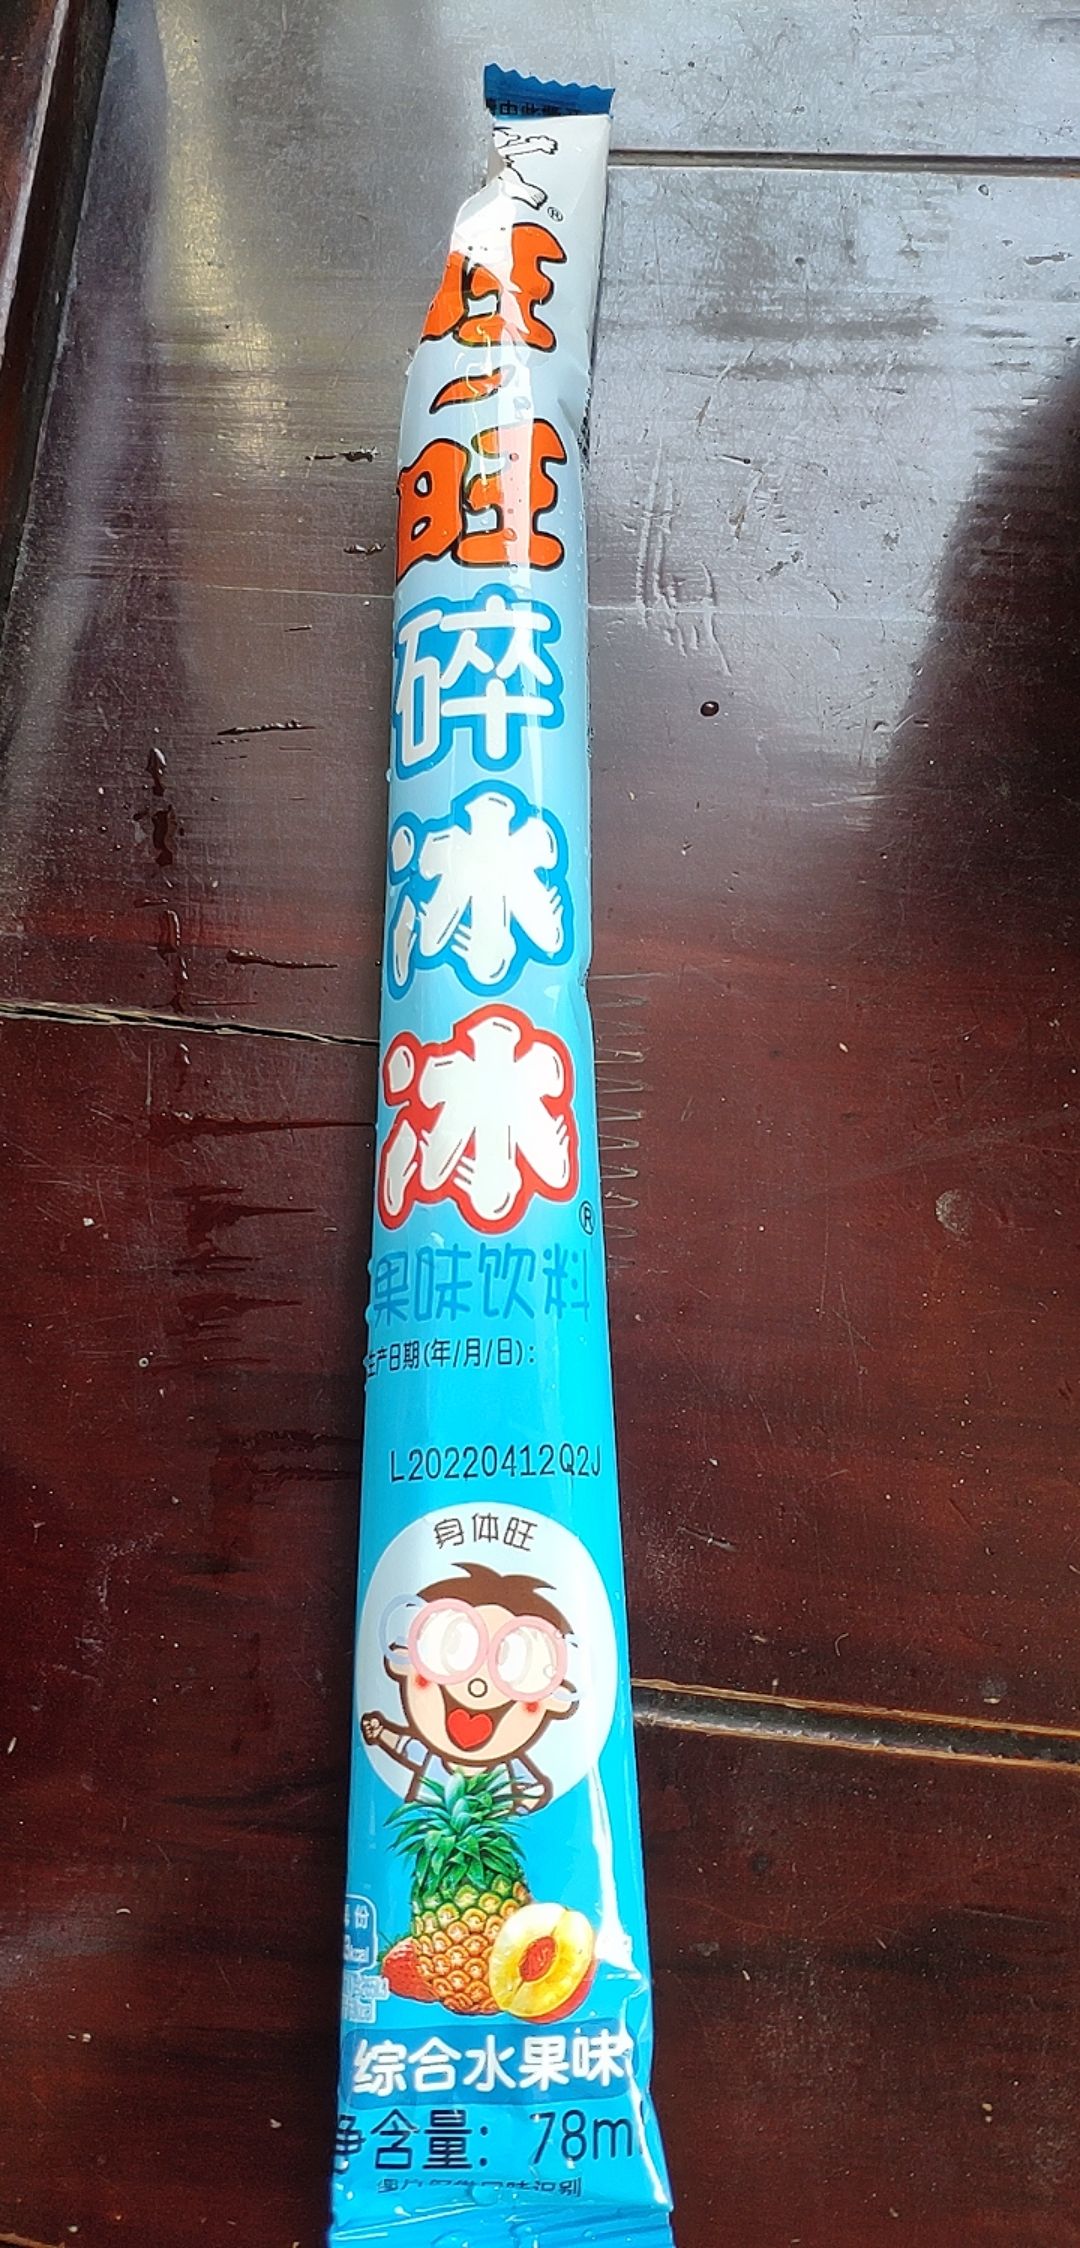 旺旺
碎冰冰®
果味饮料
生产日期(年/月/日):
L20220412Q2J
身体旺
综合水果味
净含量: 78m